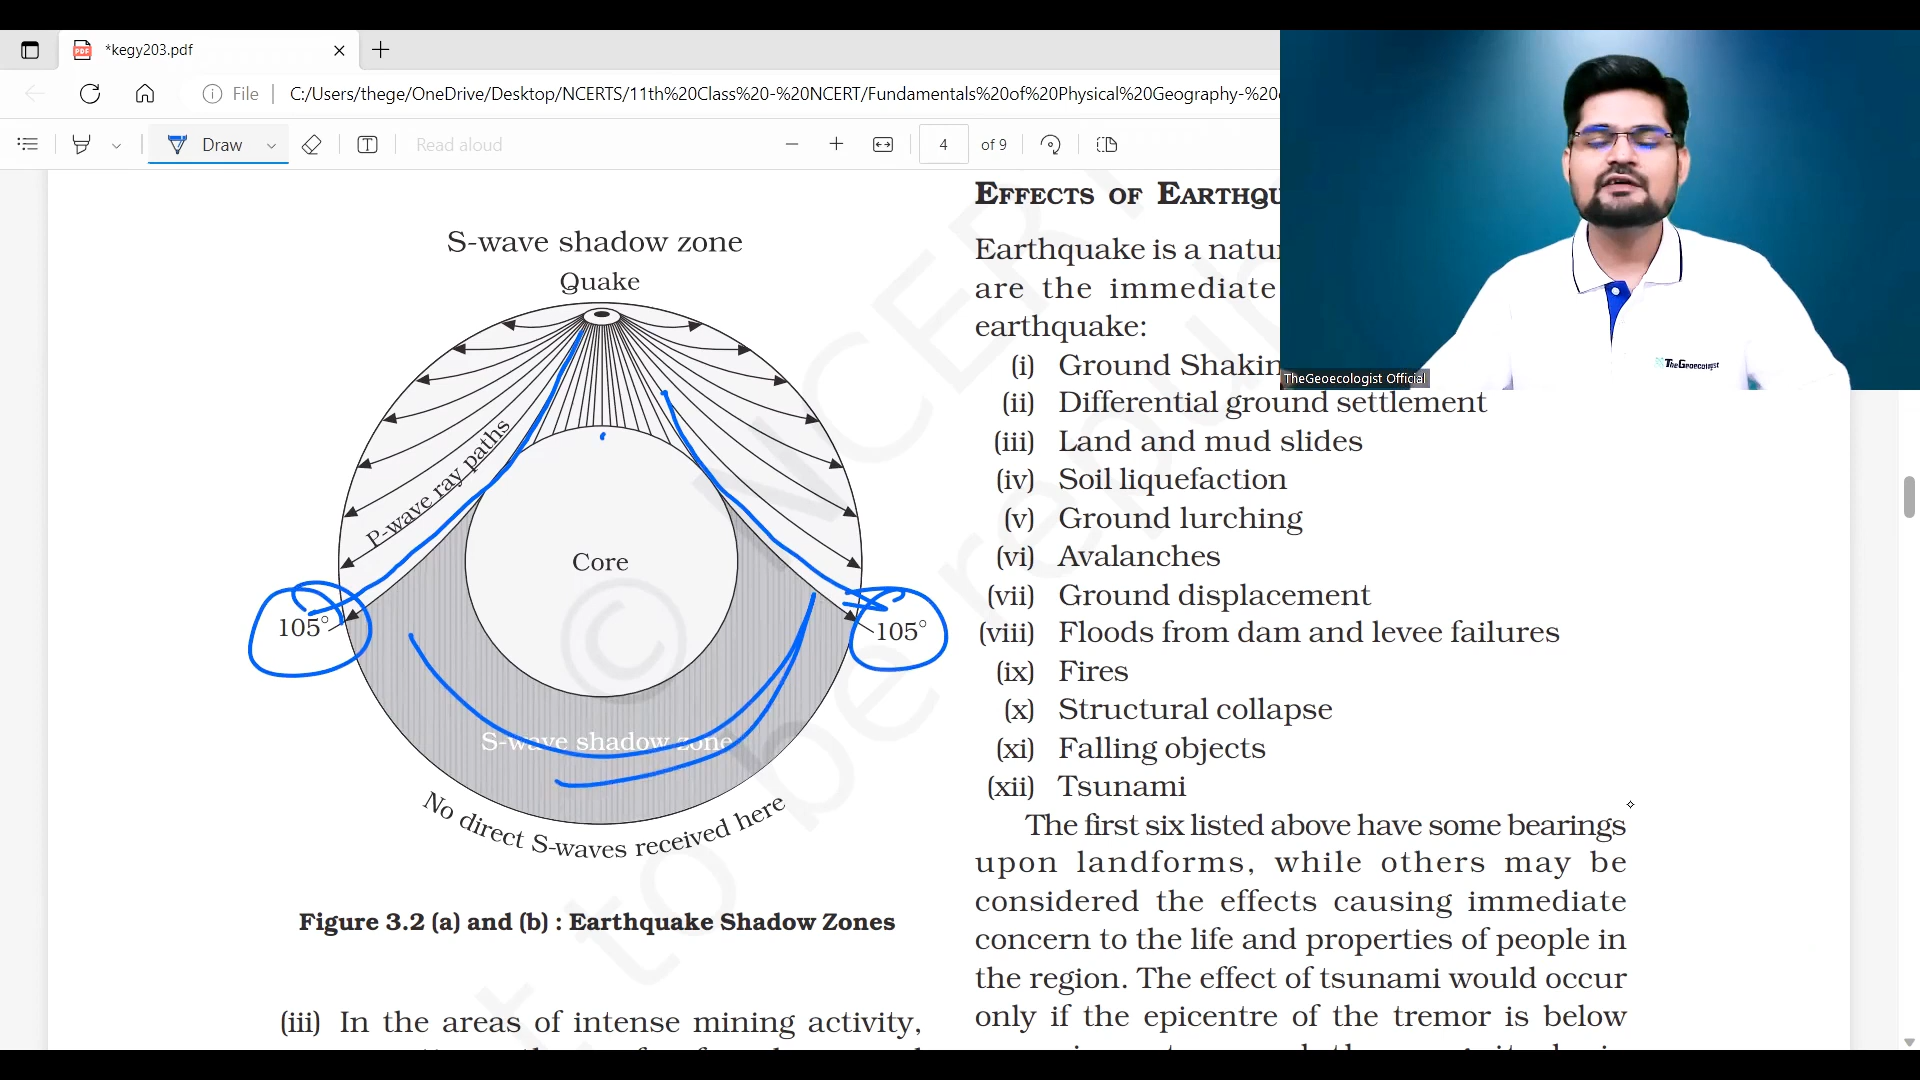 *kegy203.pdf
File
C:/Users/thege/OneDrive/Desktop/NCERTS/11th%20Class%20-%20NCERT/Fundamentals%20of%20Physical%20Geography-%20
Draw
Read aloud
4
of 9
S-wave shadow zone
Quake
P-wave ray paths
Core
105°
105°
S-wave shadow zone
No direct S-waves received here
Figure 3.2 (a) and (b) : Earthquake Shadow Zones
(iii) In the areas of intense mining activity,
EFFECTS OF EARTHQU
Earthquake is a natur
are the immediate
earthquake:
(i) Ground Shakin
(ii) Differential ground settlement
(iii) Land and mud slides
(iv) Soil liquefaction
(v) Ground lurching
(vi) Avalanches
(vii) Ground displacement
(viii) Floods from dam and levee failures
(ix) Fires
(x) Structural collapse
(xi) Falling objects
(xii) Tsunami
The first six listed above have some bearings
upon landforms, while others may be
considered the effects causing immediate
concern to the life and properties of people in
the region. The effect of tsunami would occur
only if the epicentre of the tremor is below
© NCERT
not to be republished
TheGeoecologist
TheGeoecologist Official